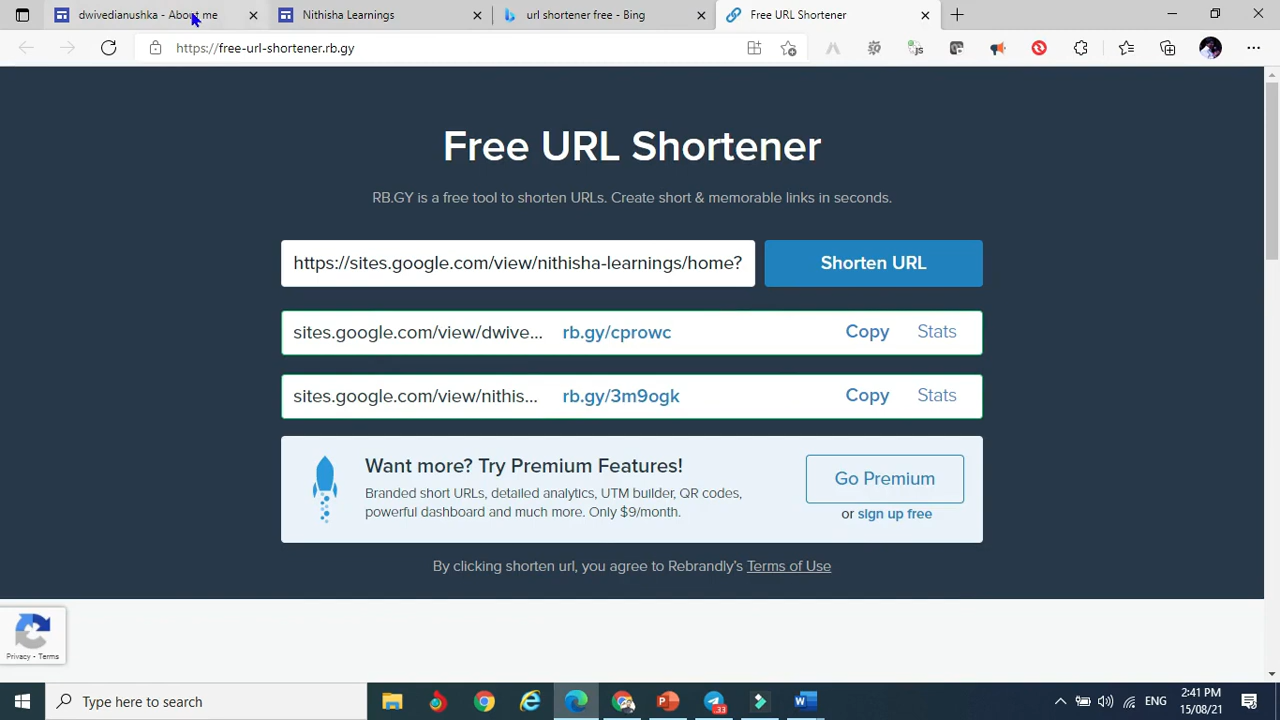 dwivedianushka - About me
Nithisha Learnings
url shortener free - Bing
Free URL Shortener
https://free-url-shortener.rb.gy
Free URL Shortener
RB.GY is a free tool to shorten URLs. Create short & memorable links in seconds.
https://sites.google.com/view/nithisha-learnings/home?
Shorten URL
sites.google.com/view/dwive...
rb.gy/cprowc
Copy
Stats
sites.google.com/view/nithis...
rb.gy/3m9ogk
Copy
Stats
Want more? Try Premium Features!
Branded short URLs, detailed analytics, UTM builder, QR codes,
powerful dashboard and much more. Only $9/month.
Go Premium
or sign up free
By clicking shorten url, you agree to Rebrandly's Terms of Use
Privacy - Terms
Type here to search
33
ENG
2:41 PM
15/08/21